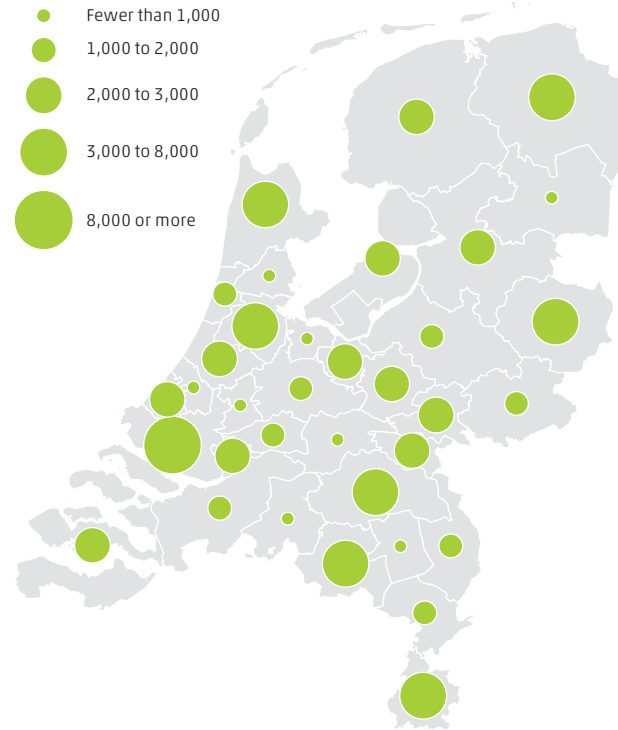 Fewer than 1,000
1,000 to 2,000
2,000 to 3,000
3,000 to 8,000
8,000 or more